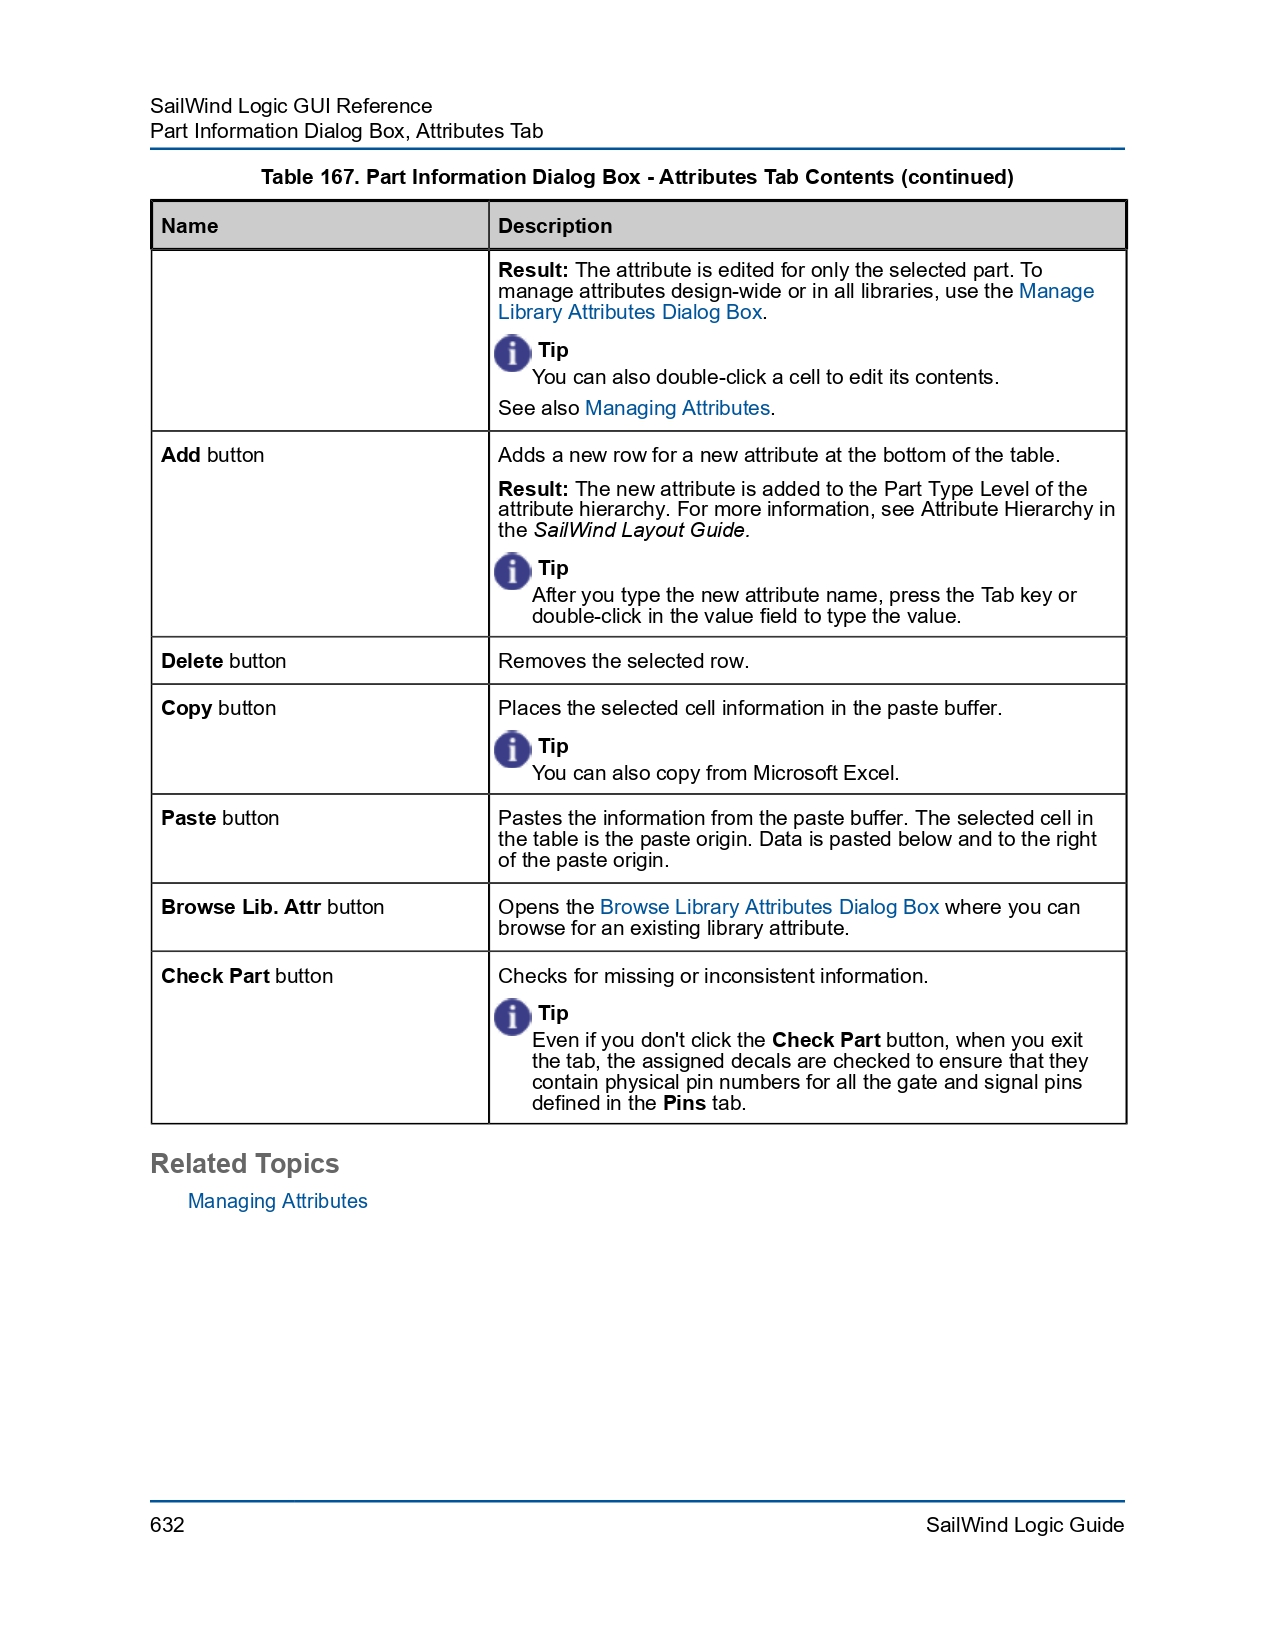 SailWind Logic GUI Reference
Part Information Dialog Box, Attributes Tab
Table 167. Part Information Dialog Box - Attributes Tab Contents (continued)
Name
Description
Result: The attribute is edited for only the selected part. To
manage attributes design-wide or in all libraries, use the Manage
Library Attributes Dialog Box.
Tip
You can also double-click a cell to edit its contents.
See also Managing Attributes.
Add button
Adds a new row for a new attribute at the bottom of the table.
Result: The new attribute is added to the Part Type Level of the
attribute hierarchy. For more information, see Attribute Hierarchy in
the SailWind Layout Guide.
Tip
After you type the new attribute name, press the Tab key or
double-click in the value field to type the value.
Delete button
Removes the selected row.
Copy button
Places the selected cell information in the paste buffer.
Tip
You can also copy from Microsoft Excel.
Paste button
Pastes the information from the paste buffer. The selected cell in
the table is the paste origin. Data is pasted below and to the right
of the paste origin.
Browse Lib. Attr button
Opens the Browse Library Attributes Dialog Box where you can
browse for an existing library attribute.
Check Part button
Checks for missing or inconsistent information.
Tip
Even if you don't click the Check Part button, when you exit
the tab, the assigned decals are checked to ensure that they
contain physical pin numbers for all the gate and signal pins
defined in the Pins tab.
Related Topics
Managing Attributes
632
SailWind Logic Guide